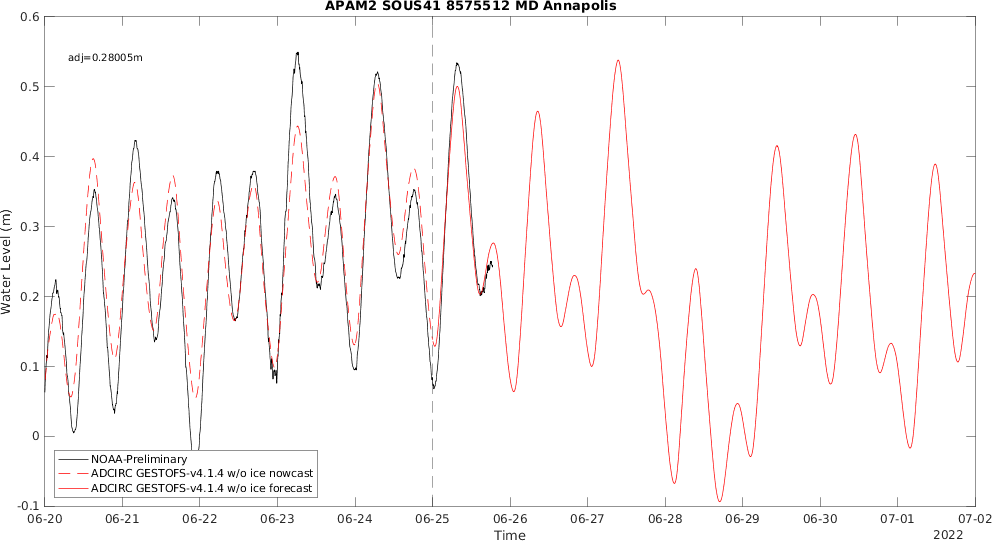 APAM2 SOUS41 8575512 MD Annapolis
adj=0.28005m
Water Level (m)
0.6
0.5
0.4
0.3
0.2
0.1
0
-0.1
NOAA-Preliminary
ADCIRC GESTOFS-v4.1.4 w/o ice nowcast
ADCIRC GESTOFS-v4.1.4 w/o ice forecast
06-20 06-21 06-22 06-23 06-24 06-25 06-26 06-27 06-28 06-29 06-30 07-01 07-02
Time
2022